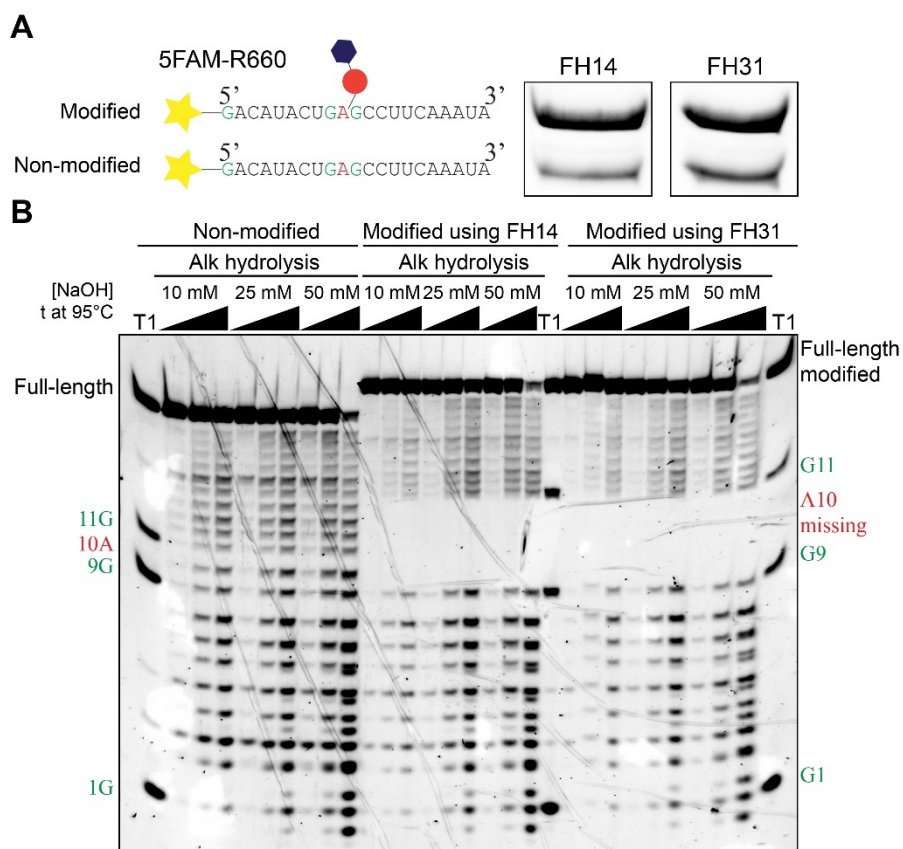 A
5FAM-R660
FH14 FH31
Modified 5’ GACAUACUGAGCCUUCAAAUA 3’
Non-modified 5’ GACAUACUGAGCCUUCAAAUA 3’
B
Non-modified Modified using FH14 Modified using FH31
Alk hydrolysis Alk hydrolysis Alk hydrolysis
[NaOH] 10 mM 25 mM 50 mM 10 mM 25 mM 50 mM 10 mM 25 mM 50 mM
t at 95°C
T1 T1 T1
Full-length
Full-length
modified
G11
11G
A10
10A
missing
9G
G9
1G
G1